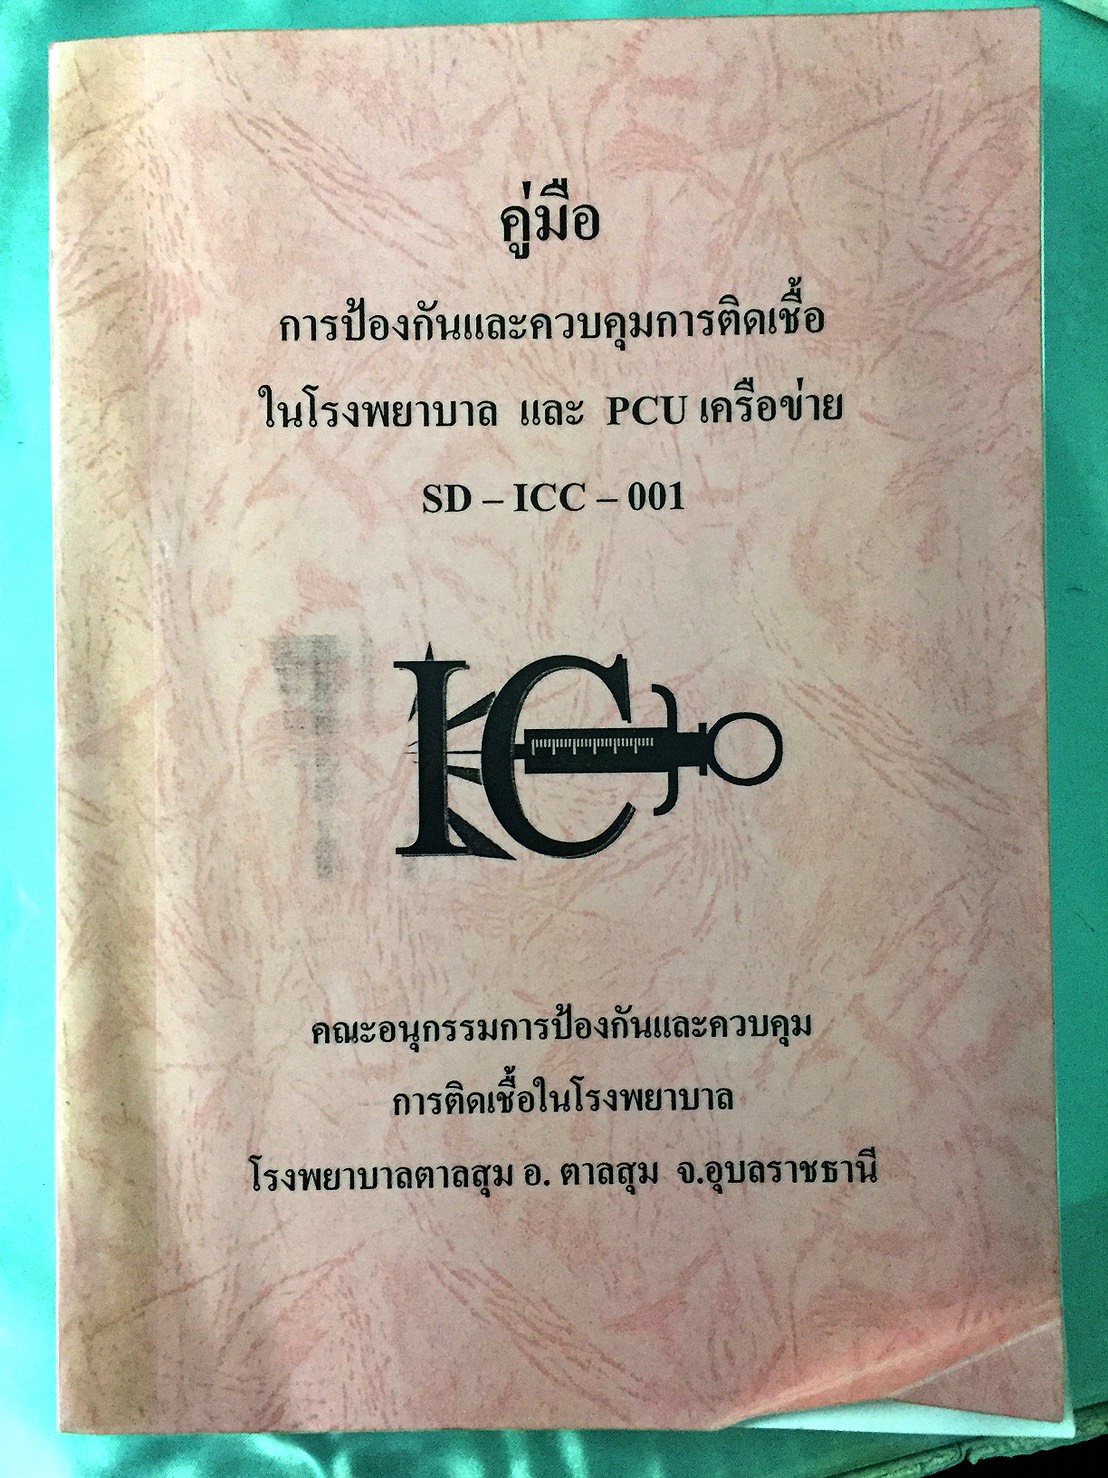 คู่มือ
การป้องกันและควบคุมการติดเชื้อ
ในโรงพยาบาล และ PCU เครือข่าย
SD – ICC – 001
IC
คณะอนุกรรมการป้องกันและควบคุม
การติดเชื้อในโรงพยาบาล
โรงพยาบาลตาลสุม อ. ตาลสุม จ.อุบลราชธานี